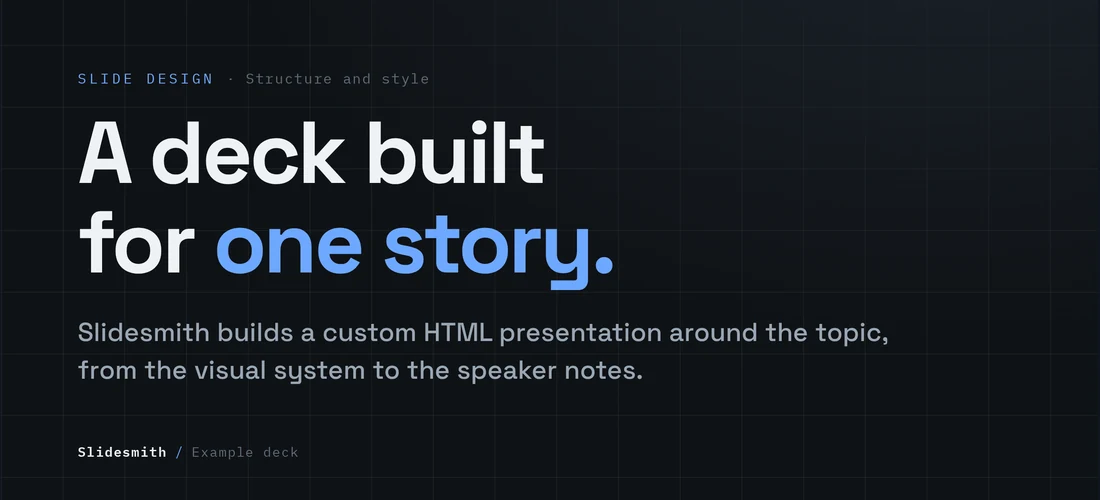 SLIDE DESIGN · Structure and style
A deck built
for one story.
Slidesmith builds a custom HTML presentation around the topic,
from the visual system to the speaker notes.
Slidesmith / Example deck